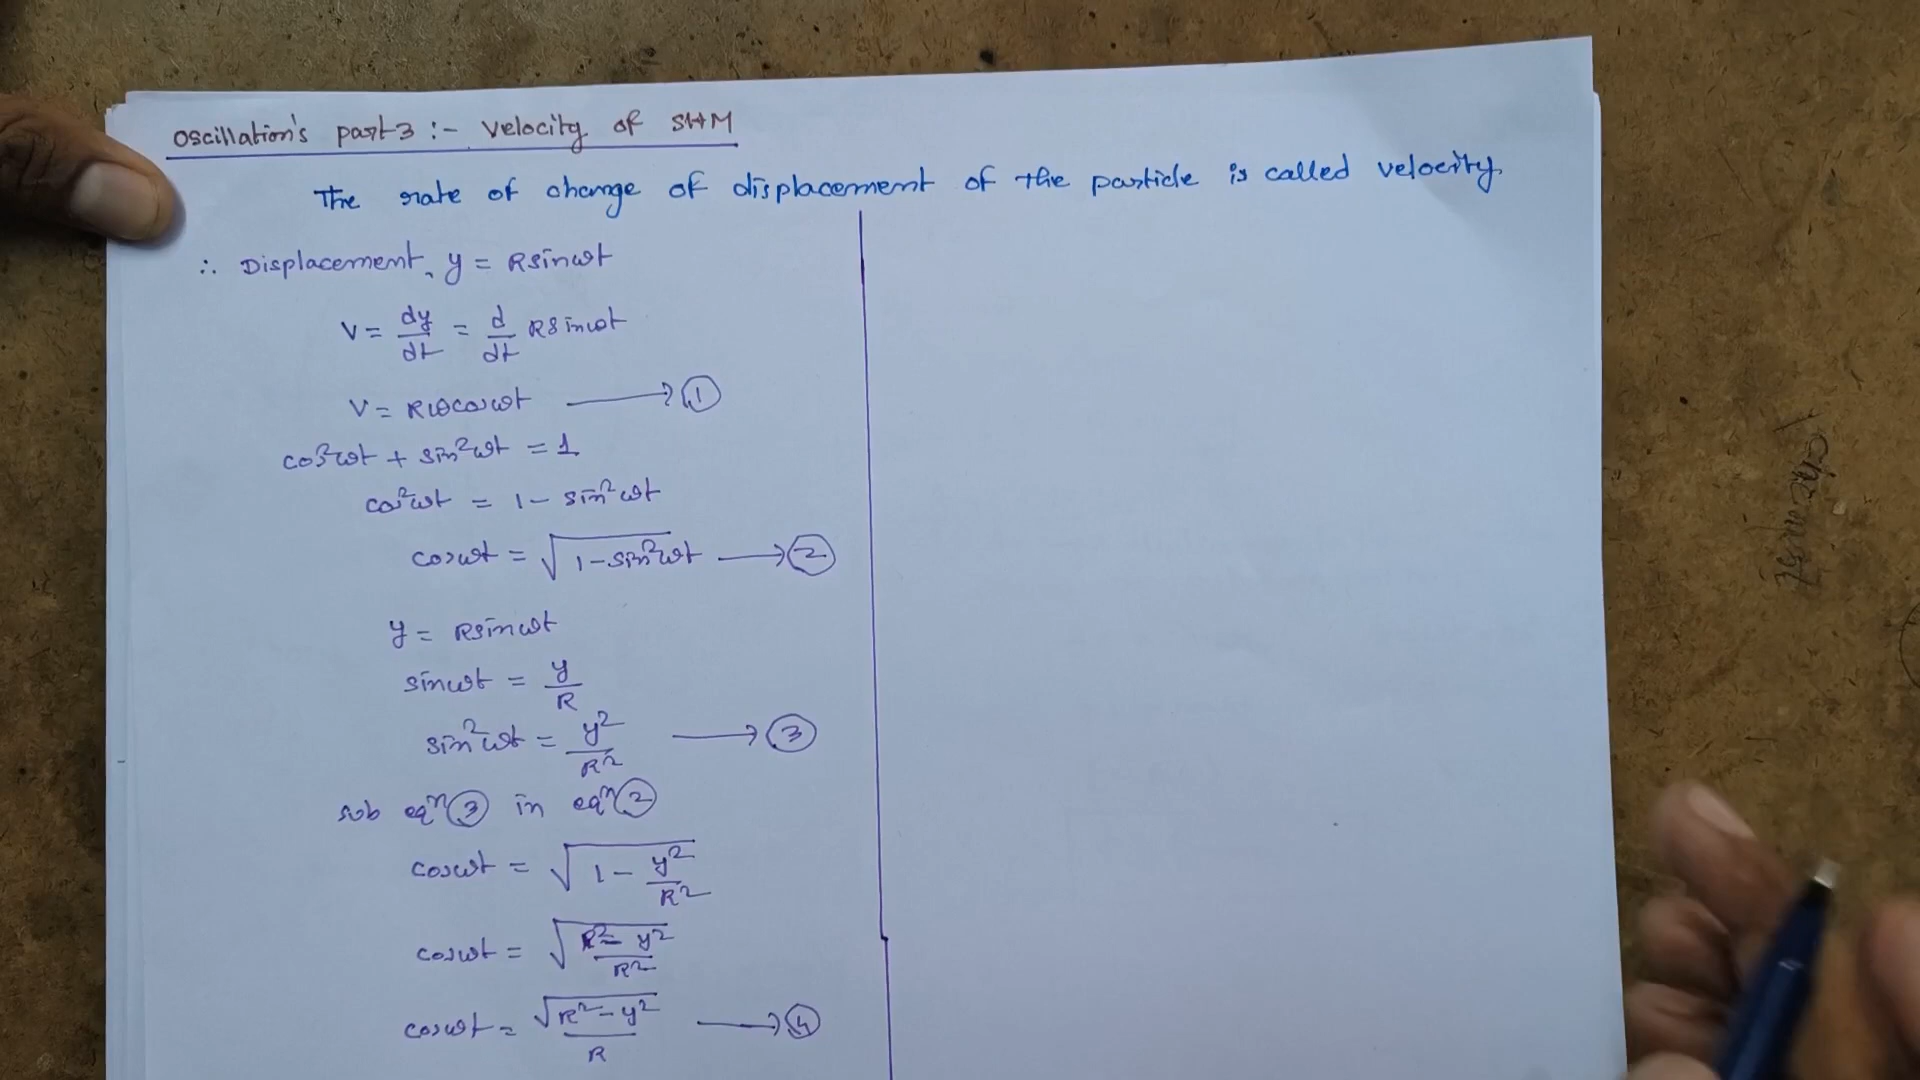 Oscillation's part3 :- velocity of SHM
The rate of change of displacement of the particle is called velocity.
∴ Displacement, y = Rsinωt
V = dy/dt = d/dt Rsinωt
V = Rωcosωt ⟶ ①
cos²ωt + sin²ωt = 1
cos²ωt = 1 - sin²ωt
cosωt = √(1-sin²ωt) ⟶ ②
y = Rsinωt
sinωt = y/R
sin²ωt = y²/R² ⟶ ③
sub eqⁿ ③ in eqⁿ ②
cosωt = √(1 - y²/R²)
cosωt = √((R² - y²)/R²)
cosωt = √(R² - y²)/R ⟶ ④
chemist